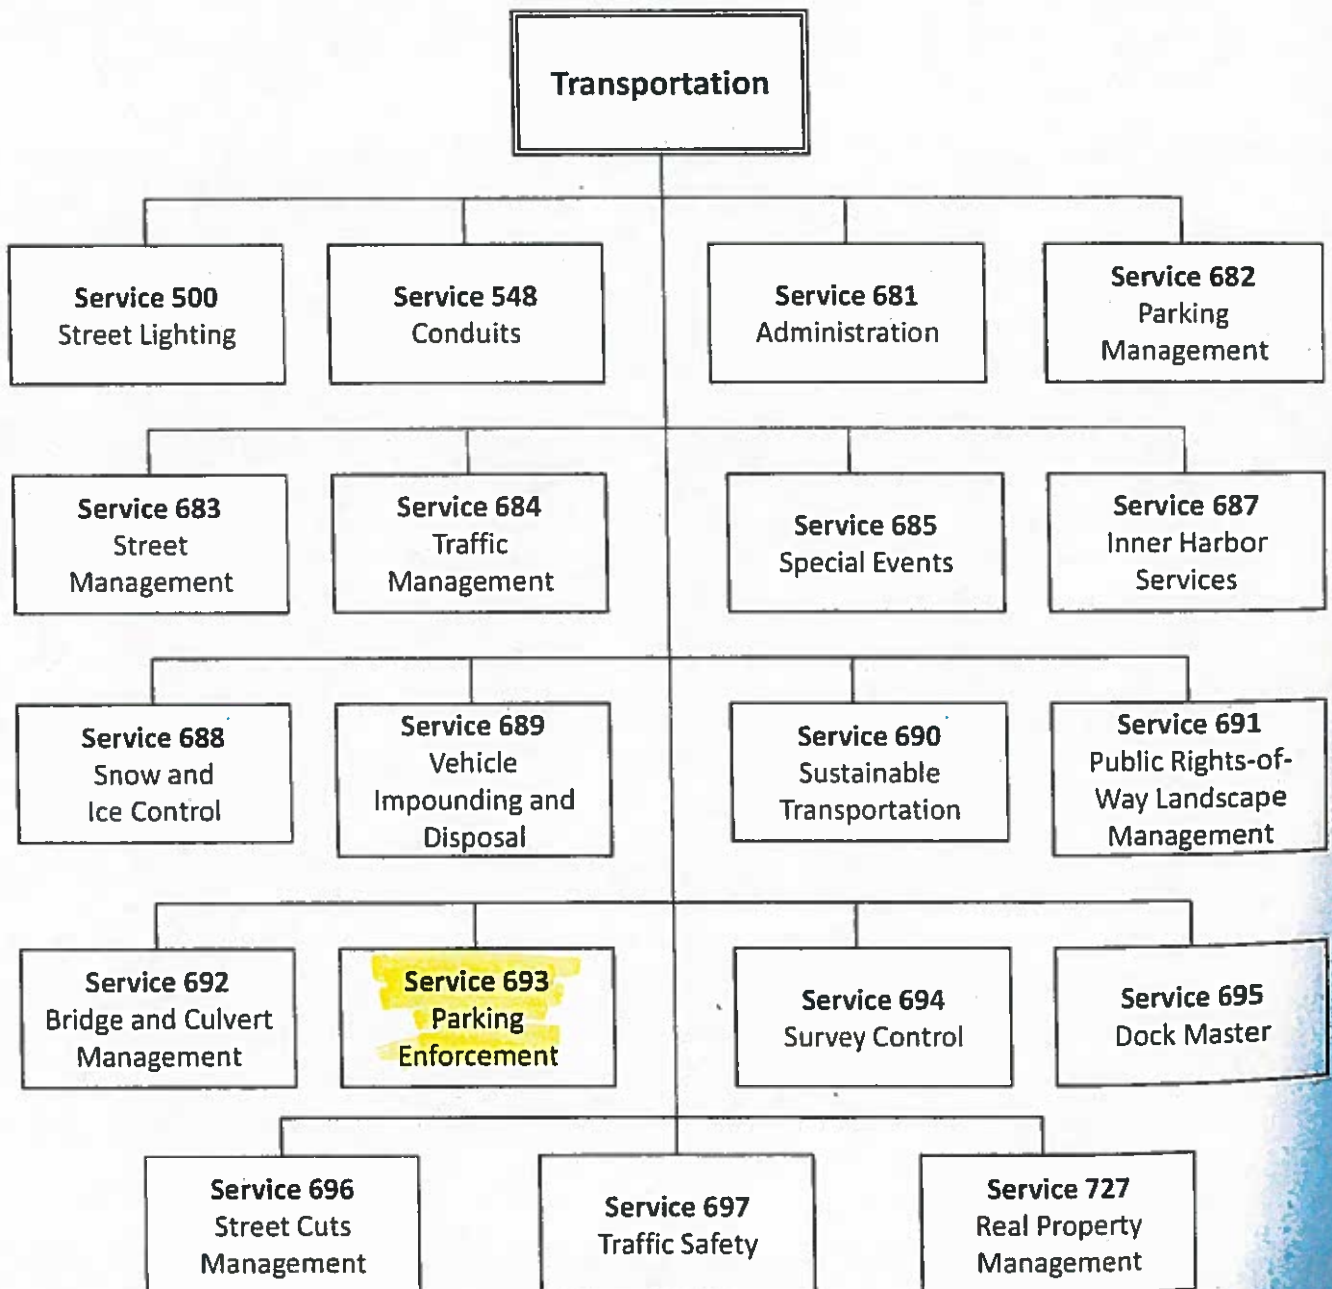 Transportation
Service 500
Street Lighting
Service 548
Conduits
Service 681
Administration
Service 682
Parking
Management
Service 683
Street
Management
Service 684
Traffic
Management
Service 685
Special Events
Service 687
Inner Harbor
Services
Service 688
Snow and
Ice Control
Service 689
Vehicle
Impounding and
Disposal
Service 690
Sustainable
Transportation
Service 691
Public Rights-of-
Way Landscape
Management
Service 692
Bridge and Culvert
Management
Service 693
Parking
Enforcement
Service 694
Survey Control
Service 695
Dock Master
Service 696
Street Cuts
Management
Service 697
Traffic Safety
Service 727
Real Property
Management